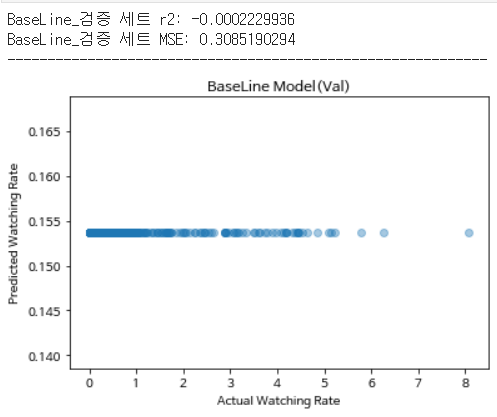 BaseLine_검증 세트 r2: -0.0002229936
BaseLine_검증 세트 MSE: 0.3085190294
------------------------------------------------------------
BaseLine Model(Val)
Predicted Watching Rate
0.165
0.160
0.155
0.150
0.145
0.140
0 1 2 3 4 5 6 7 8
Actual Watching Rate